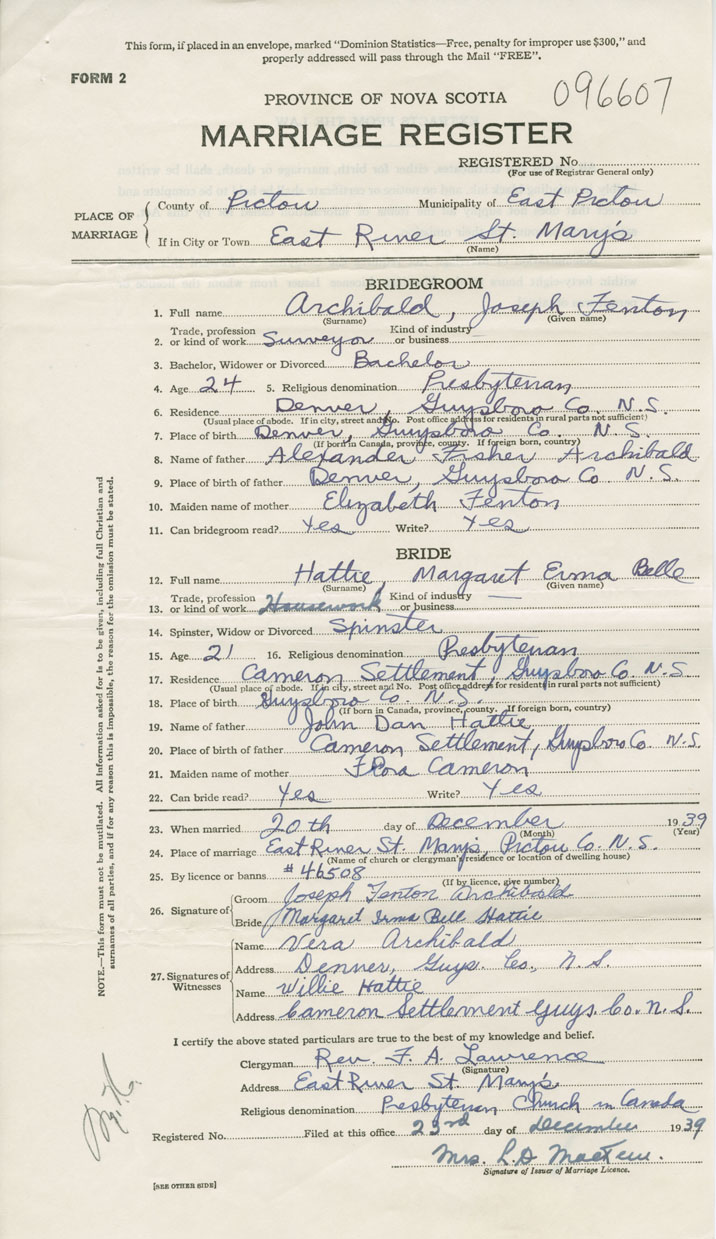 This form, if placed in an envelope, marked "Dominion Statistics—Free, penalty for improper use $300," and
properly addressed will pass through the Mail "FREE".
FORM 2
096607
PROVINCE OF NOVA SCOTIA
MARRIAGE REGISTER
REGISTERED No.
(For use of Registrar General only)
PLACE OF MARRIAGE
County of Pictou Municipality of East Pictou
If in City or Town East River St. Mary's
(Name)
BRIDEGROOM
1. Full name Archibald, Joseph Fenton
(Surname) (Given name)
2. Trade, profession or kind of work Surveyor Kind of industry or business
3. Bachelor, Widower or Divorced Bachelor
4. Age 24 5. Religious denomination Presbyterian
6. Residence Denver, Guysboro Co. N.S.
(Usual place of abode. If in city, street and No. Post office address for residents in rural parts not sufficient)
7. Place of birth Denver, Guysboro Co. N.S.
(If born in Canada, province, county. If foreign born, country)
8. Name of father Alexander Fisher Archibald
9. Place of birth of father Denver, Guysboro Co N.S.
10. Maiden name of mother Elizabeth Fenton
11. Can bridegroom read? Yes Write? Yes
BRIDE
12. Full name Hattie, Margaret Erma Belle
(Surname) (Given name)
13. Trade, profession or kind of work Housework Kind of industry or business —
14. Spinster, Widow or Divorced Spinster
15. Age 21 16. Religious denomination Presbyterian
17. Residence Cameron Settlement, Guysboro Co. N.S
(Usual place of abode. If in city, street and No. Post office address for resident in rural parts not sufficient)
18. Place of birth Guysboro Co. N.S.
(If born in Canada, province, county. If foreign born, country)
19. Name of father John Dan Hattie
20. Place of birth of father Cameron Settlement, Guysboro Co. N.S.
21. Maiden name of mother Flora Cameron
22. Can bride read? Yes Write? Yes
23. When married 20th day of December 1939
(Month) (Year)
24. Place of marriage East River St. Marys, Pictou Co. N.S.
(Name of church or clergyman's residence or location of dwelling house)
25. By licence or banns #46508
(If by licence, give number)
26. Signature of
Groom Joseph Fenton Archibald
Bride Margaret Irma Bell Hattie
27. Signatures of Witnesses
Name Vera Archibald
Address Denver, Guys. Co., N.S.
Name Willie Hattie
Address Cameron Settlement Guys. Co. N.S.
I certify the above stated particulars are true to the best of my knowledge and belief.
Clergyman Rev. F. A. Lawrence
(Signature)
Address East River St. Mary's
Religious denomination Presbyterian Church in Canada
Registered No. Filed at this office 23rd day of December 1939
Mrs. L.D.
Signature of Issuer of Marriage Licence.
[SEE OTHER SIDE]
NOTE.—This form must not be mutilated. All information asked for is to be given, including full Christian and
surnames of all parties, and if for any reason this is impossible, the reason for the omission must be stated.